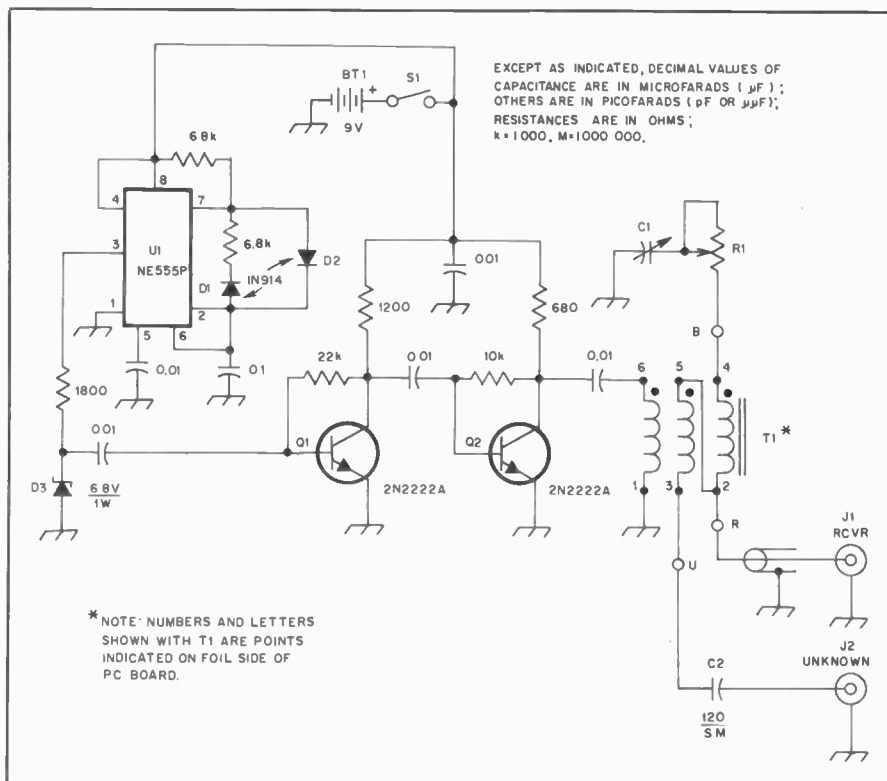 EXCEPT AS INDICATED, DECIMAL VALUES OF
CAPACITANCE ARE IN MICROFARADS (μF);
OTHERS ARE IN PICOFARADS (pF OR μμF);
RESISTANCES ARE IN OHMS;
k=1000, M=1000 000.
BT1
+
S1
9V
68k
8
4
7
3
U1
NE555P
6.8k
D1
1N914
D2
1
2
5
6
0.01
01
1800
001
D3
6.8V
1W
22k
1200
001
680
Q1
2N2222A
0.01
10k
Q2
2N2222A
0.01
C1
R1
B
6
5
4
T1*
1
3
2
R
U
J1
RCVR
J2
UNKNOWN
C2
120
SM
*NOTE: NUMBERS AND LETTERS
SHOWN WITH T1 ARE POINTS
INDICATED ON FOIL SIDE OF
PC BOARD.